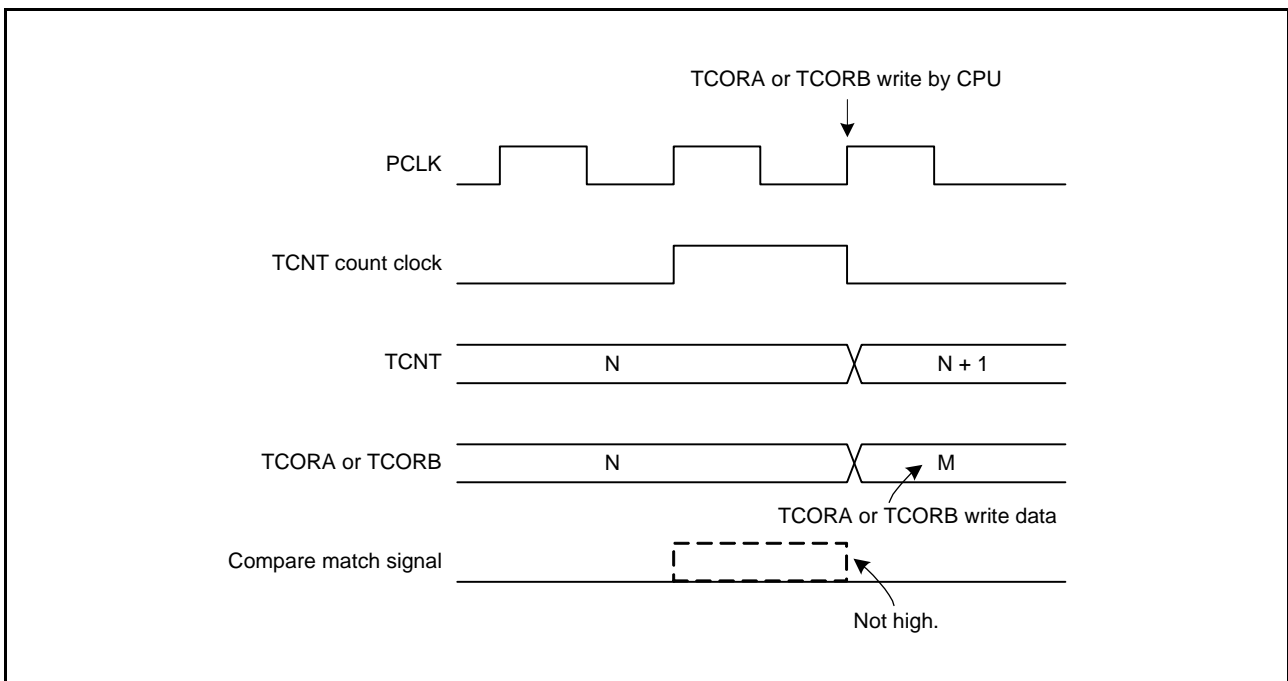 TCORA or TCORB write by CPU
PCLK
TCNT count clock
TCNT
N
N + 1
TCORA or TCORB
N
M
TCORA or TCORB write data
Compare match signal
Not high.